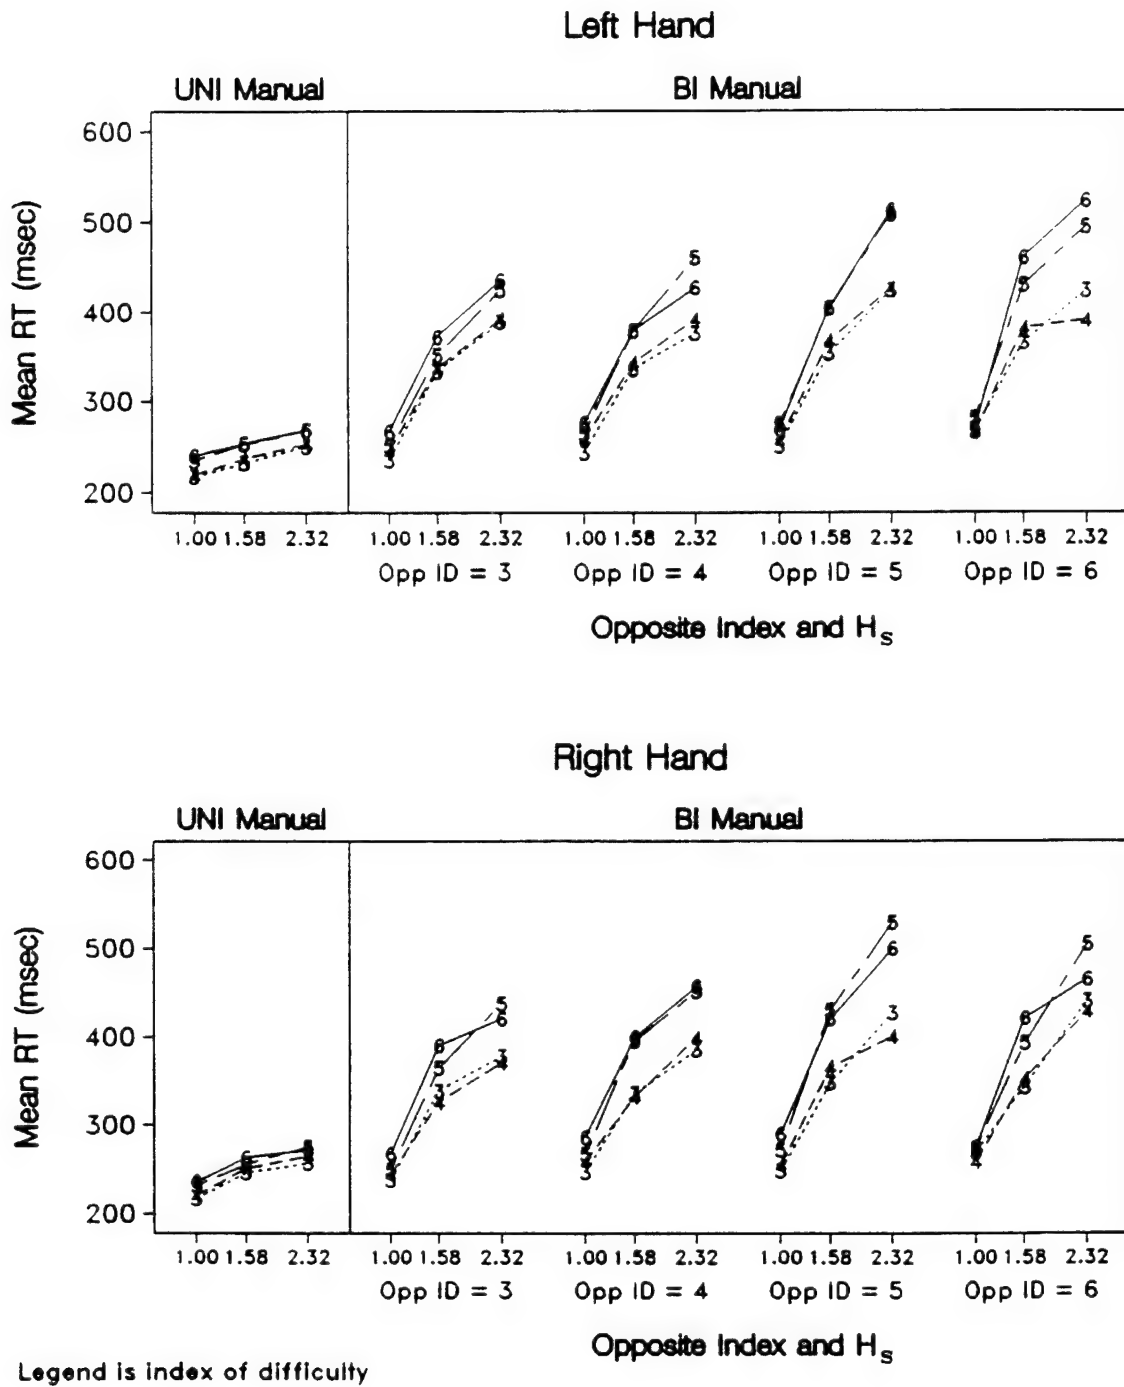 Left Hand
UNI Manual BI Manual
600
500
400
300
200
Mean RT (msec)
1.00 1.58 2.32 1.00 1.58 2.32 1.00 1.58 2.32 1.00 1.58 2.32 1.00 1.58 2.32
Opp ID = 3 Opp ID = 4 Opp ID = 5 Opp ID = 6
Opposite Index and H_S
Right Hand
UNI Manual BI Manual
600
500
400
300
200
Mean RT (msec)
1.00 1.58 2.32 1.00 1.58 2.32 1.00 1.58 2.32 1.00 1.58 2.32 1.00 1.58 2.32
Opp ID = 3 Opp ID = 4 Opp ID = 5 Opp ID = 6
Opposite Index and H_S
Legend is index of difficulty